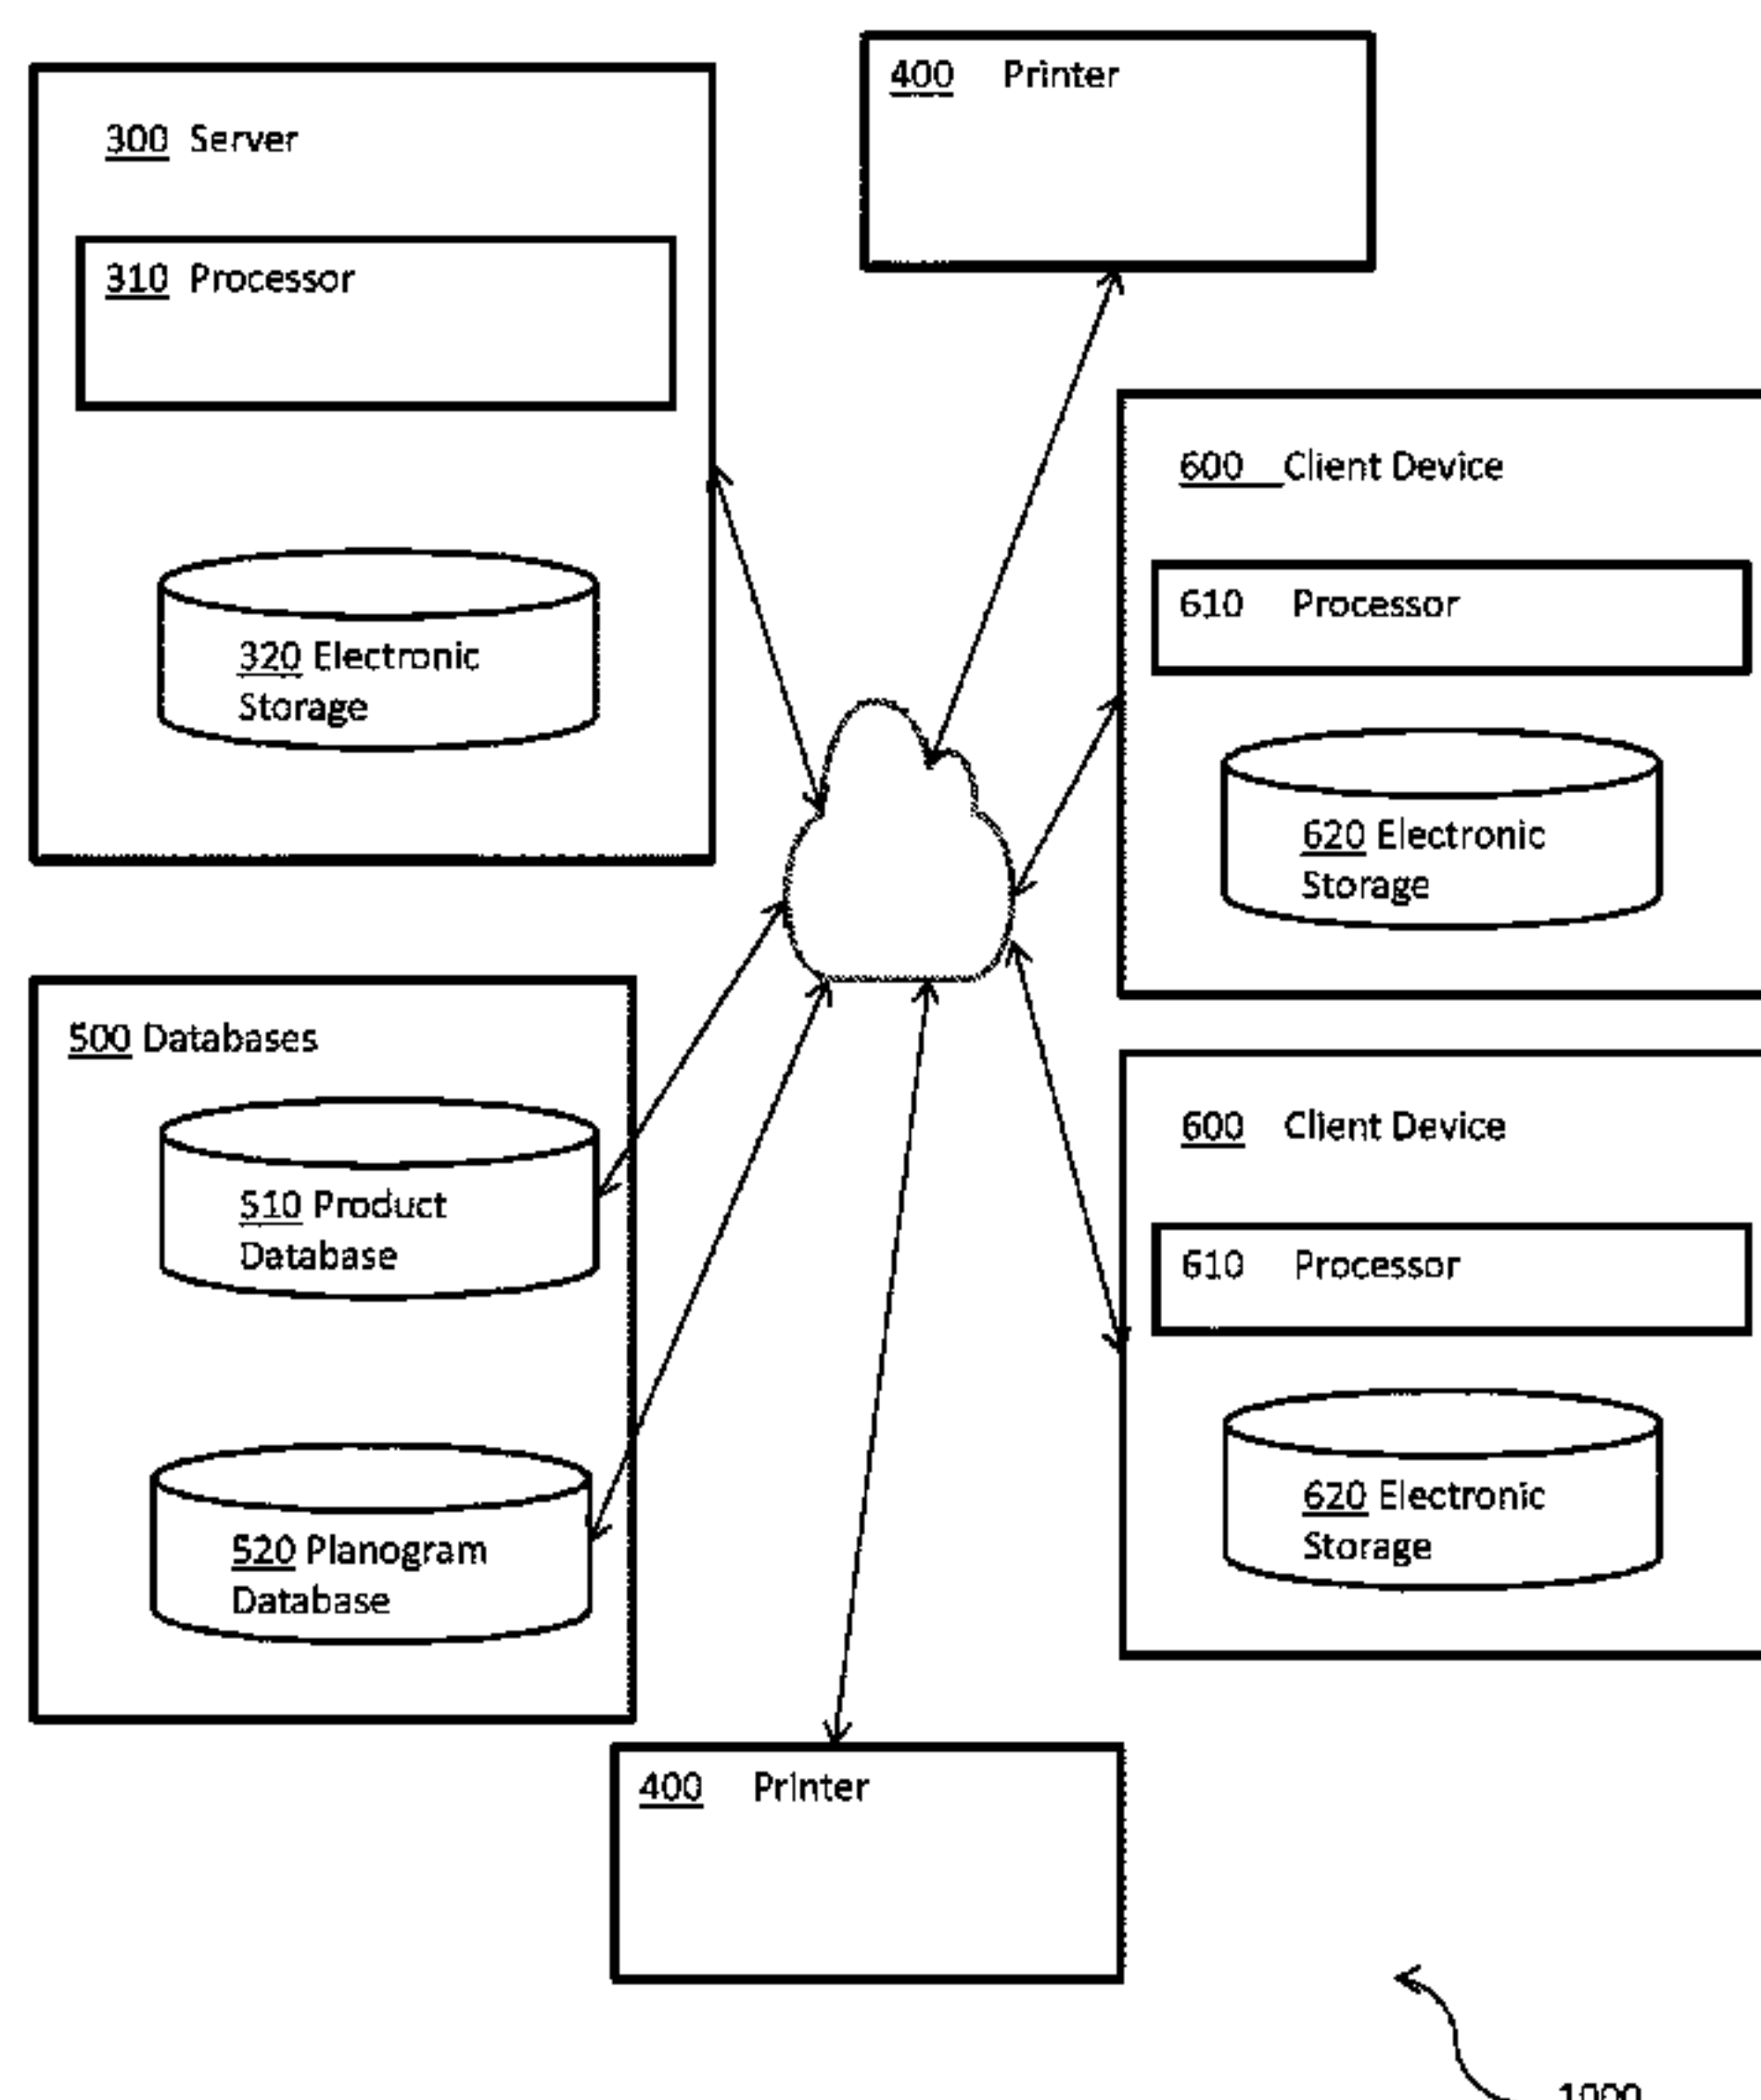 400 Printer
300 Server
310 Processor
320 Electronic
Storage
600 Client Device
610 Processor
620 Electronic
Storage
500 Databases
510 Product
Database
520 Planogram
Database
600 Client Device
610 Processor
620 Electronic
Storage
400 Printer
1000